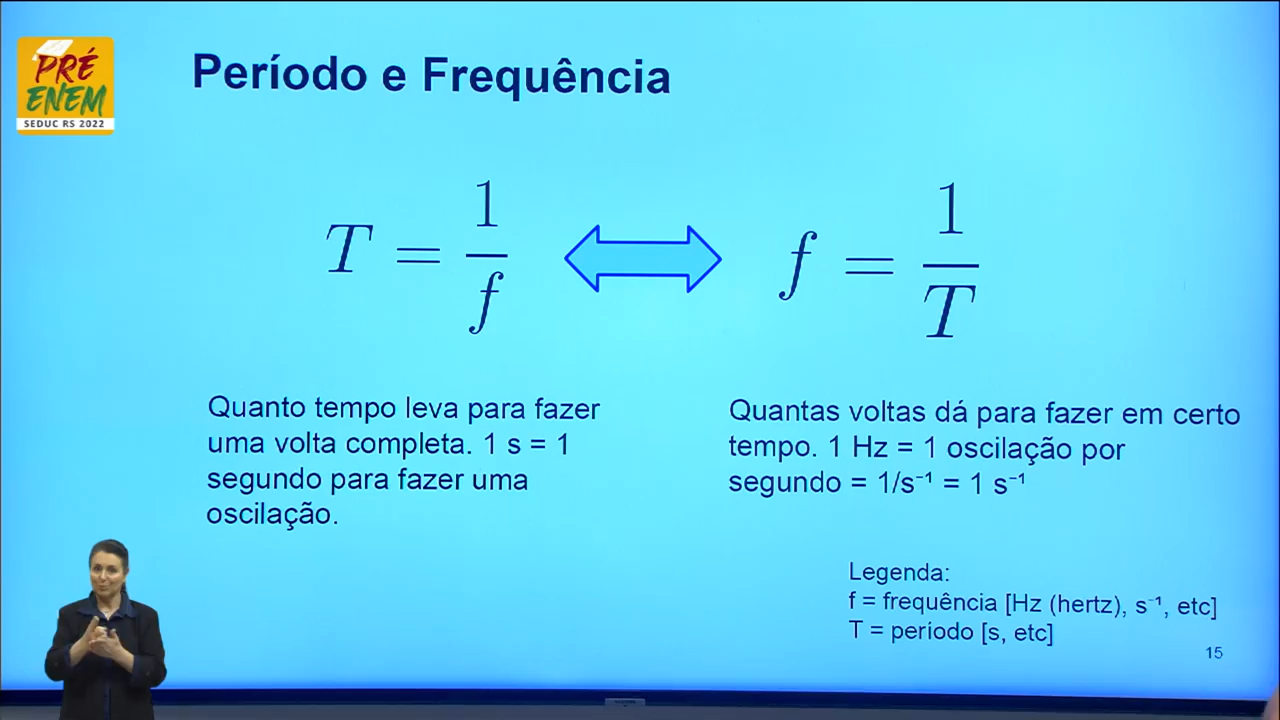 PRÉ
ENEM
SEDUC RS 2022
Período e Frequência
T = 1/f
f = 1/T
Quanto tempo leva para fazer
uma volta completa. 1 s = 1
segundo para fazer uma
oscilação.
Quantas voltas dá para fazer em certo
tempo. 1 Hz = 1 oscilação por
segundo = 1/s⁻¹ = 1 s⁻¹
Legenda:
f = frequência [Hz (hertz), s⁻¹, etc]
T = periodo [s, etc]
15